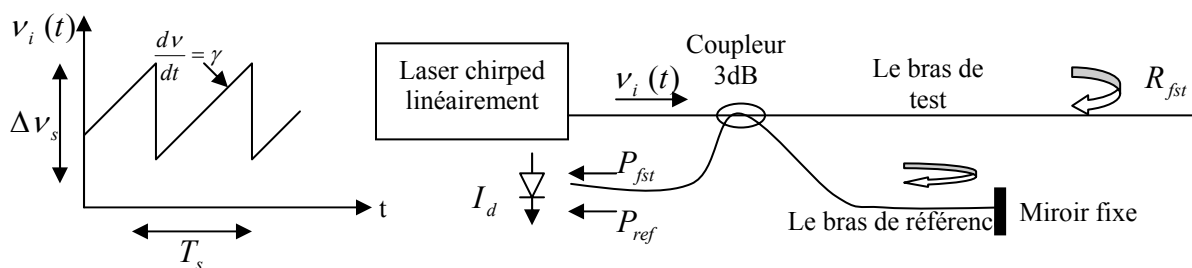 ν_i (t)
dν/dt = γ
Δν_s
T_s
t
Laser chirped
linéairement
ν_i (t)
Coupleur
3dB
Le bras de
test
R_fst
P_fst
I_d
P_ref
Le bras de référenc
Miroir fixe